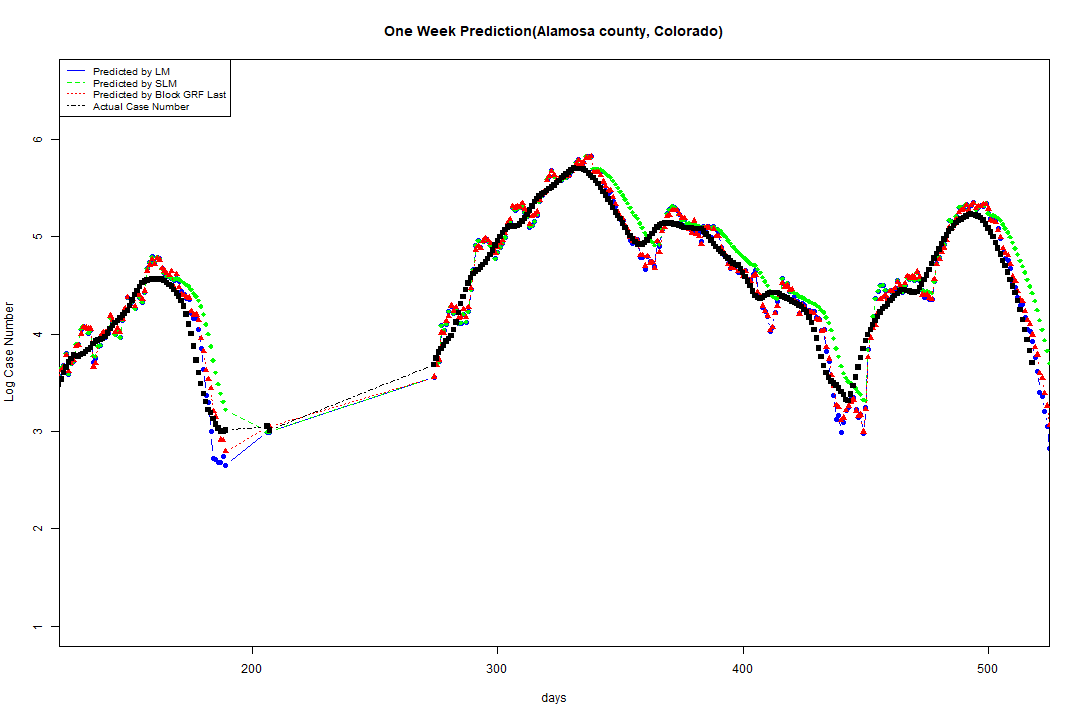 One Week Prediction(Alamosa county, Colorado)
Predicted by LM
Predicted by SLM
Predicted by Block GRF Last
Actual Case Number
Log Case Number
6
5
4
3
2
1
200
300
400
500
days